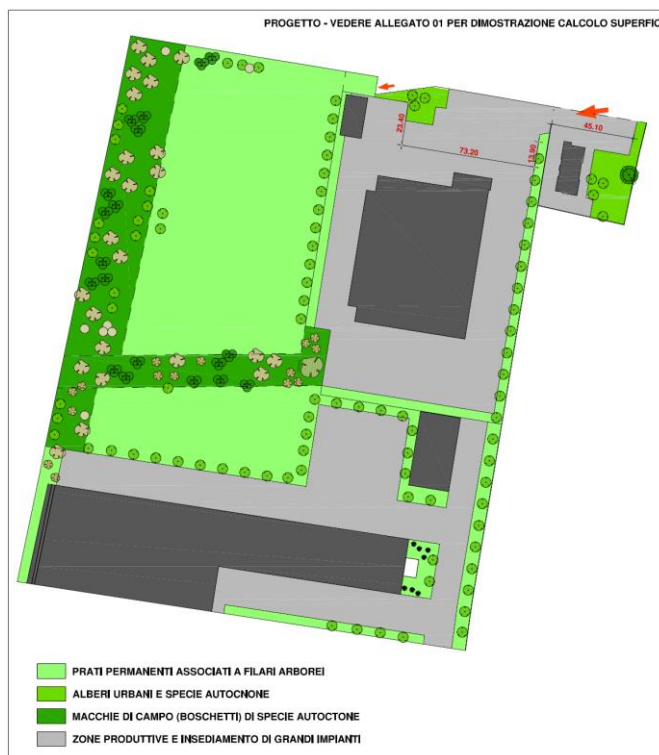 PROGETTO - VEDERE ALLEGATO 01 PER DIMOSTRAZIONE CALCOLO SUPERFIC
45.10
23.40
73.20
13.90
PRATI PERMANENTI ASSOCIATI A FILARI ARBOREI
ALBERI URBANI E SPECIE AUTOCNONE
MACCHIE DI CAMPO (BOSCHETTI) DI SPECIE AUTOCTONE
ZONE PRODUTTIVE E INSEDIAMENTO DI GRANDI IMPIANTI